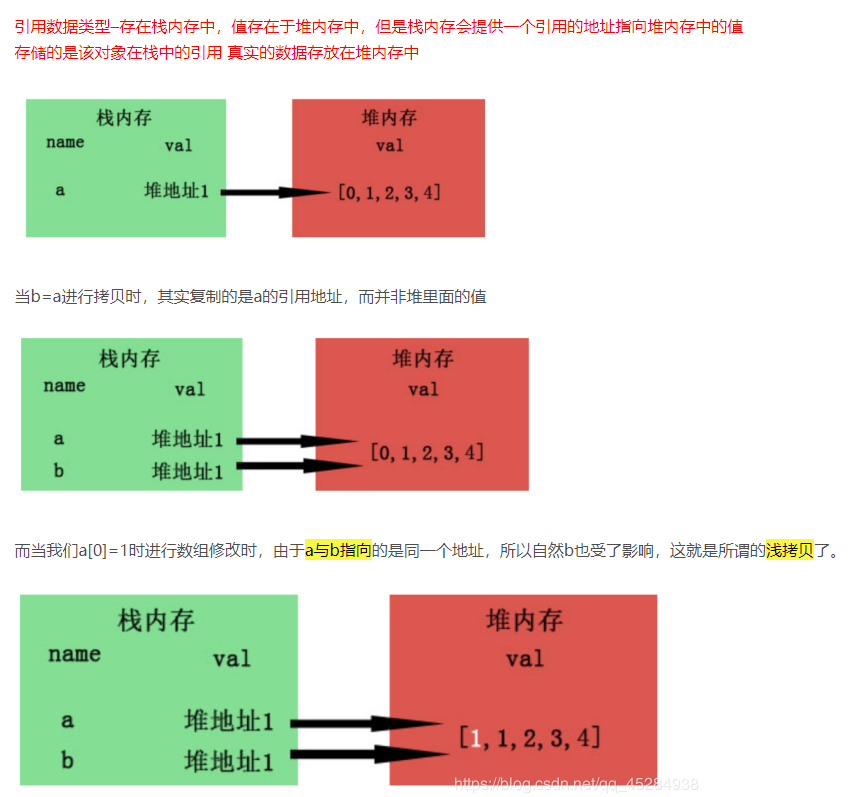 引用数据类型–存在栈内存中，值存在于堆内存中，但是栈内存会提供一个引用的地址指向堆内存中的值
存储的是该对象在栈中的引用 真实的数据存放在堆内存中
栈内存 堆内存
name val val
a 堆地址1 [0,1,2,3,4]
当b=a进行拷贝时，其实复制的是a的引用地址，而并非堆里面的值
栈内存 堆内存
name val val
a 堆地址1
[0,1,2,3,4]
b 堆地址1
而当我们a[0]=1时进行数组修改时，由于a与b指向的是同一个地址，所以自然b也受了影响，这就是所谓的浅拷贝了。
栈内存 堆内存
name val val
a 堆地址1
[1,1,2,3,4]
b 堆地址1
https://blog.csdn.net/qq_45284938